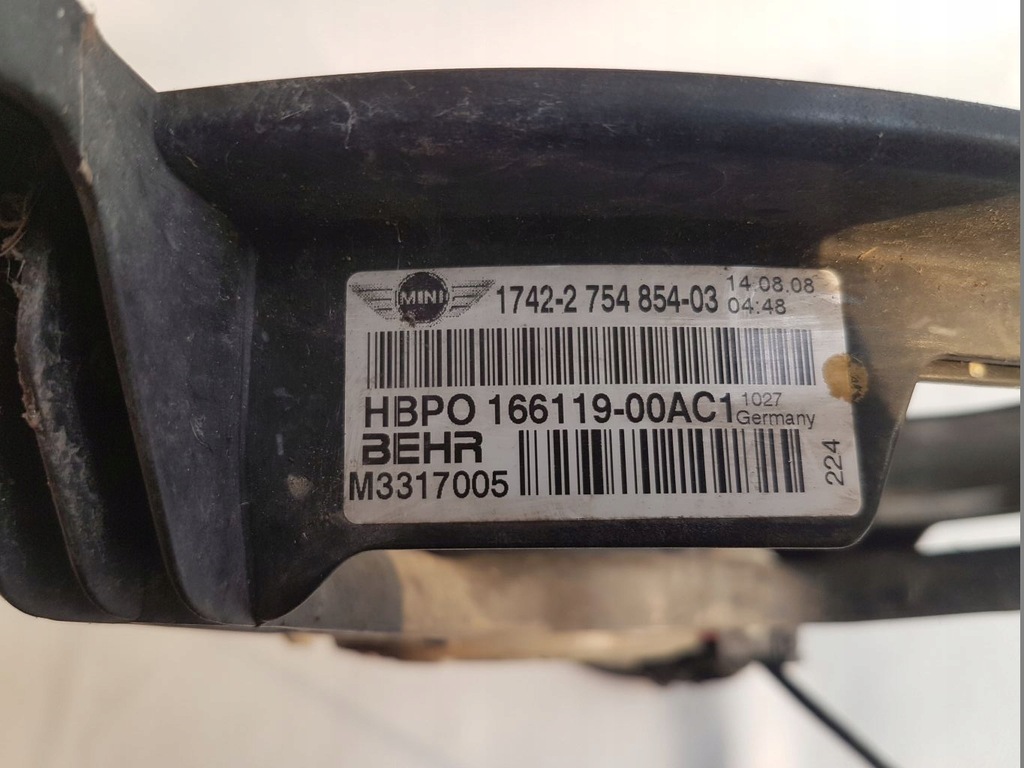 MINI 1742-2 754 854-03 14.08.08
04:48
HBPO 166119-00AC1 1027
Germany
BEHR
M3317005
224